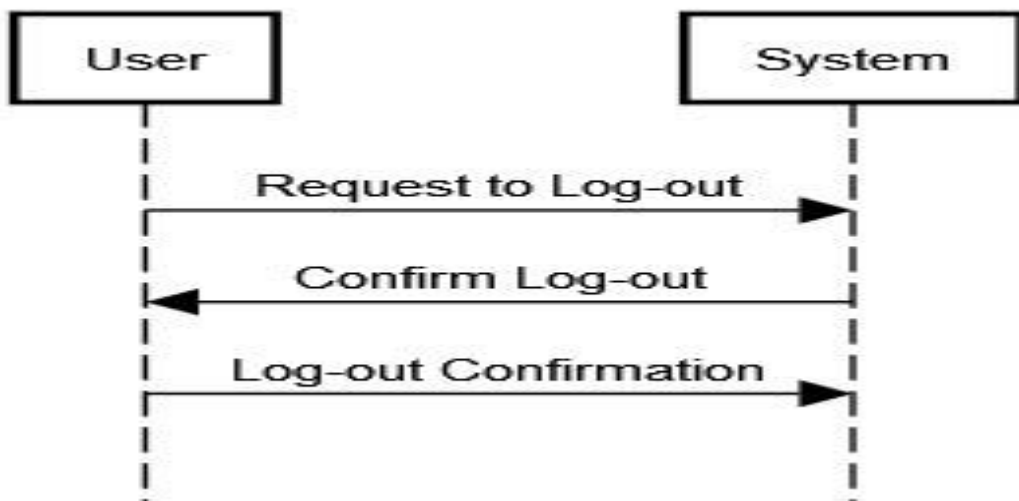 User
System
Request to Log-out
Confirm Log-out
Log-out Confirmation